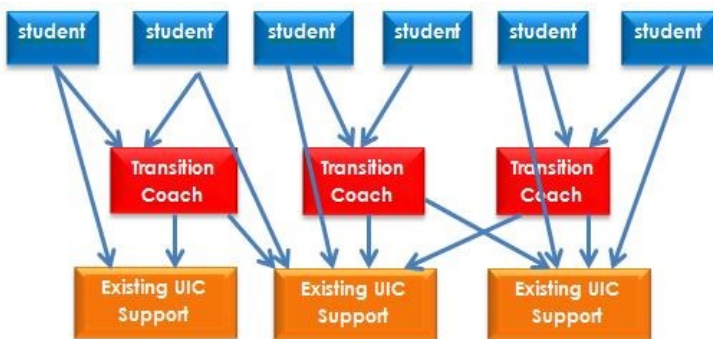 student
student
student
student
student
student
Transition
Coach
Transition
Coach
Transition
Coach
Existing UIC
Support
Existing UIC
Support
Existing UIC
Support